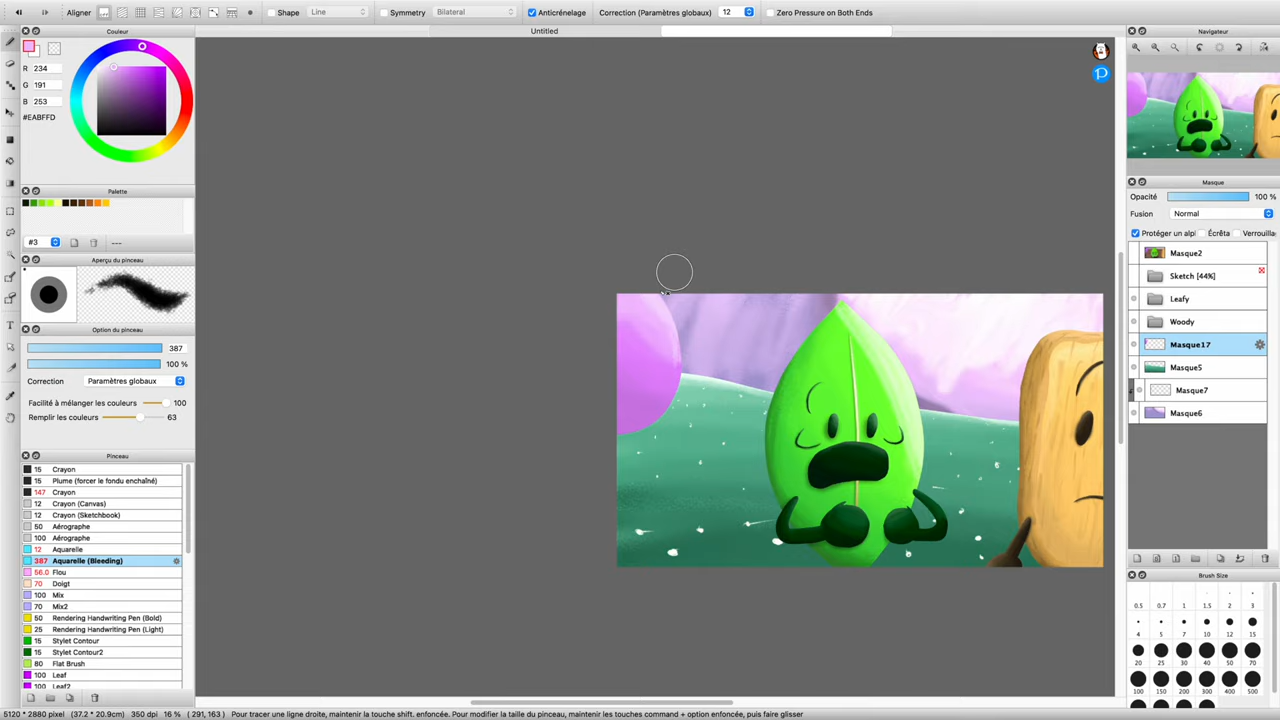 Aligner
Shape
Line
Symmetry
Bilateral
Anticrénelage
Correction (Paramètres globaux)
12
Zero Pressure on Both Ends
Couleur
R 234
G 191
B 253
#EABFFD
Palette
#3
Aperçu du pinceau
Option du pinceau
387
100 %
Correction
Paramètres globaux
Facilité à mélanger les couleurs
100
Remplir les couleurs
63
Pinceau
15 Crayon
15 Plume (forcer le fondu enchaîné)
147 Crayon
12 Crayon (Canvas)
12 Crayon (Sketchbook)
50 Aérographe
100 Aérographe
12 Aquarelle
387 Aquarelle (Bleeding)
56.0 Flou
70 Doigt
100 Mix
70 Mix2
50 Rendering Handwriting Pen (Bold)
25 Rendering Handwriting Pen (Light)
15 Stylet Contour
15 Stylet Contour2
80 Flat Brush
100 Leaf
100 Leaf2
Untitled
Navigateur
Masque
Opacité
100 %
Fusion
Normal
Protéger un alpl
Écrêta
Verrouilla
Masque2
Sketch [44%]
Leafy
Woody
Masque17
Masque5
Masque7
Masque6
Brush Size
0.5 0.7 1 1.5 2 3
4 5 7 10 12 15
20 25 30 40 50 70
100 150 200 300 400 500
5120 * 2880 pixel (37.2 * 20.9cm) 350 dpi 16 % ( 291, 163 ) Pour tracer une ligne droite, maintenir la touche shift. enfoncée. Pour modifier la taille du pinceau, maintenir les touches command + option enfoncée, puis faire glisser